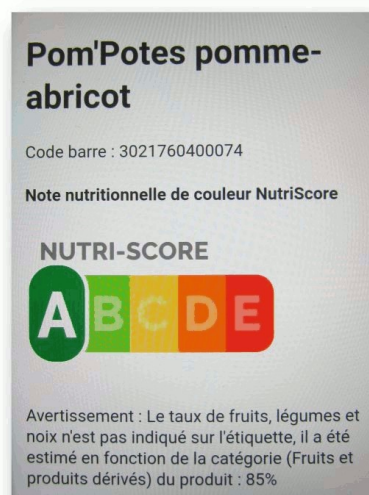 Pom'Potes pomme-
abricot
Code barre : 3021760400074
Note nutritionnelle de couleur NutriScore
NUTRI-SCORE
A B C D E
Avertissement : Le taux de fruits, légumes et
noix n'est pas indiqué sur l'étiquette, il a été
estimé en fonction de la catégorie (Fruits et
produits dérivés) du produit : 85%